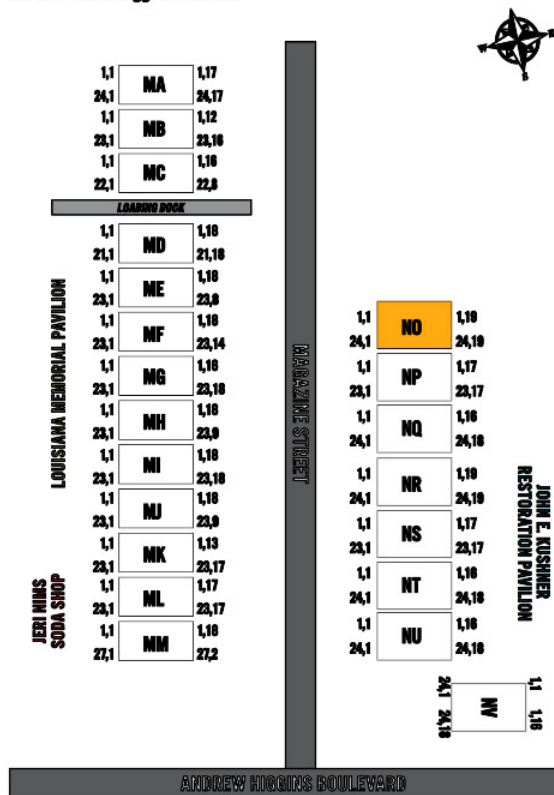 N
W
E
S
1,1 MA 1,17
24,1 24,17
1,1 MB 1,12
23,1 23,16
1,1 MC 1,16
22,1 22,8
LOADING DOCK
1,1 MD 1,18
21,1 21,18
1,1 ME 1,18
23,1 23,8
1,1 MF 1,18
23,1 23,14
1,1 MG 1,16
23,1 23,18
1,1 MH 1,18
23,1 23,9
1,1 MI 1,18
23,1 23,18
1,1 MJ 1,18
23,1 23,9
1,1 MK 1,13
23,1 23,17
1,1 ML 1,17
23,1 23,17
1,1 MM 1,18
27,1 27,2
LOUISIANA MEMORIAL PAVILION
JERI NIMS
SODA SHOP
MAGAZINE STREET
1,1 NO 1,19
24,1 24,19
1,1 NP 1,17
23,1 23,17
1,1 NQ 1,16
24,1 24,18
1,1 NR 1,19
24,1 24,19
1,1 NS 1,17
23,1 23,17
1,1 NT 1,16
24,1 24,18
1,1 NU 1,16
24,1 24,18
JOHN E. KUSHNER
RESTORATION PAVILION
1,1 NV 1,16
24,1 24,18
ANDREW HIGGINS BOULEVARD